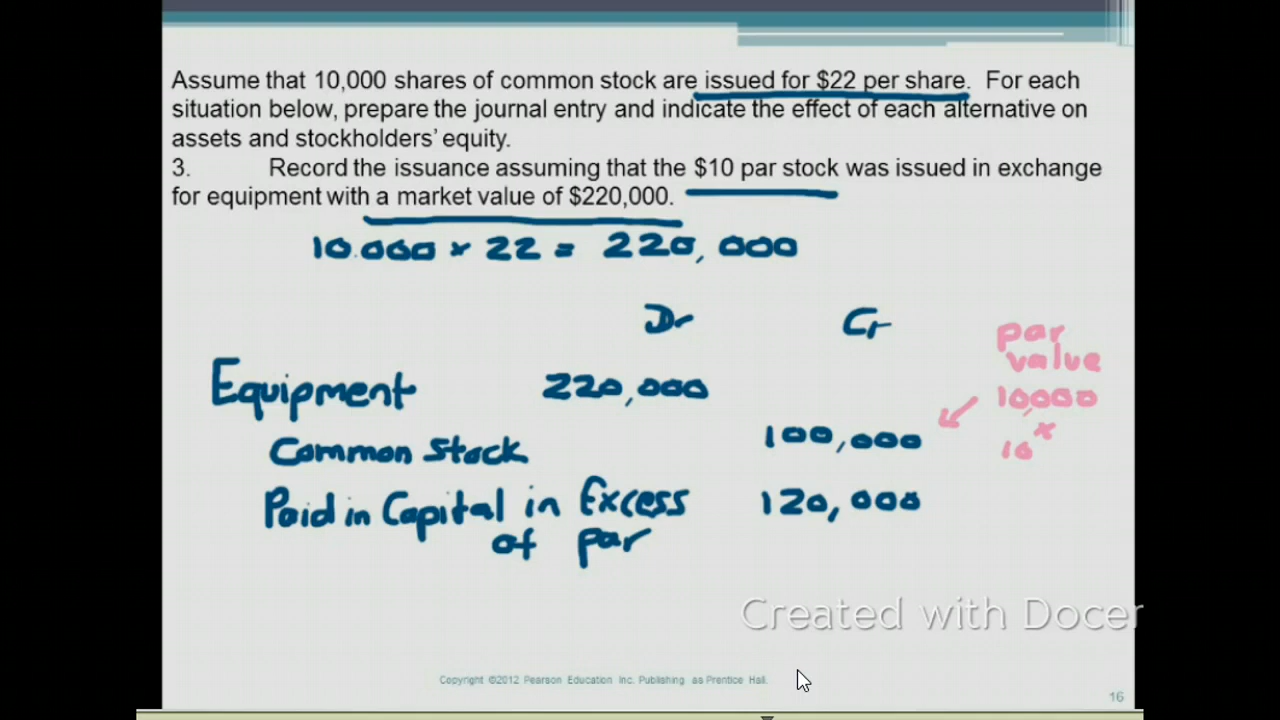 Assume that 10,000 shares of common stock are issued for $22 per share. For each
situation below, prepare the journal entry and indicate the effect of each alternative on
assets and stockholders' equity.
3. Record the issuance assuming that the $10 par stock was issued in exchange
for equipment with a market value of $220,000.
10.000 × 22 = 220,000
Dr Cr
par
value
Equipment 220,000
10,000
×
10
Common Stock 100,000
Paid in Capital in Excess 120,000
of par
Created with Docer
Copyright ©2012 Pearson Education Inc. Publishing as Prentice Hall.
16